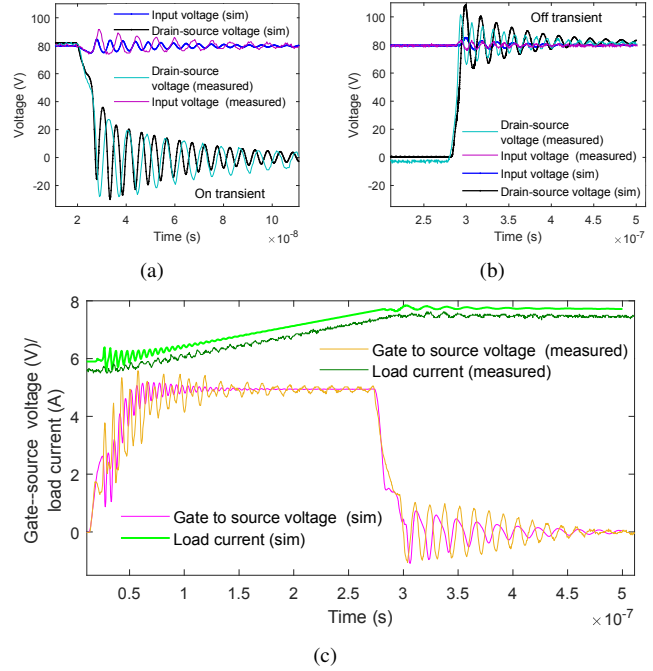 100
80
60
40
20
0
-20
Voltage (V)
Input voltage (sim)
Drain-source voltage (sim)
Drain-source
voltage (measured)
Input voltage (measured)
On transient
2 4 6 8 10
Time (s)
×10-8
(a)
100
80
60
40
20
0
-20
Voltage (V)
Off transient
Drain-source
voltage (measured)
Input voltage (measured)
Input voltage (sim)
Drain-source voltage (sim)
2.5 3 3.5 4 4.5 5
Time (s)
×10-7
(b)
8
6
4
2
0
Gate--source voltage (V)/
load current (A)
Gate to source voltage (measured)
Load current (measured)
Gate to source voltage (sim)
Load current (sim)
0.5 1 1.5 2 2.5 3 3.5 4 4.5 5
Time (s)
×10-7
(c)